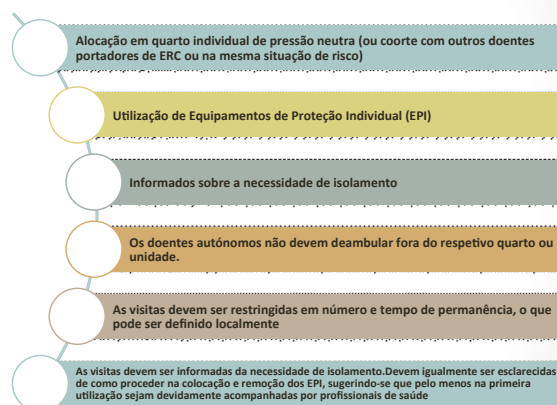 Alocação em quarto individual de pressão neutra (ou coorte com outros doentes
portadores de ERC ou na mesma situação de risco)
Utilização de Equipamentos de Proteção Individual (EPI)
Informados sobre a necessidade de isolamento
Os doentes autónomos não devem deambular fora do respetivo quarto ou
unidade.
As visitas devem ser restringidas em número e tempo de permanência, o que
pode ser definido localmente
As visitas devem ser informadas da necessidade de isolamento.Devem igualmente ser esclarecidas
de como proceder na colocação e remoção dos EPI, sugerindo-se que pelo menos na primeira
utilização sejam devidamente acompanhadas por profissionais de saúde